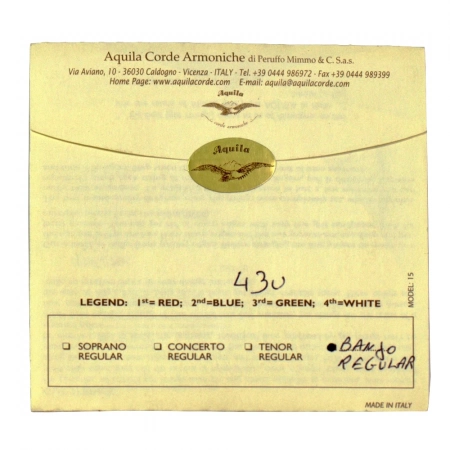 Aquila Corde Armoniche di Peruffo Mimmo & C. S.a.s.
Via Aviano, 10 - 36030 Caldogno - Vicenza - ITALY - Tel. +39 0444 986972 - Fax +39 0444 989399
Home Page: www.aquilacorde.com E-mail: aquila@aquilacorde.com
Aquila
Aquila
43U
LEGEND: 1st= RED; 2nd=BLUE; 3rd= GREEN; 4th=WHITE
MODEL: 15
SOPRANO REGULAR
CONCERTO REGULAR
TENOR REGULAR
BANJO REGULAR
MADE IN ITALY